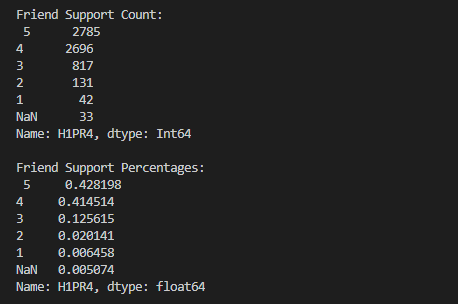 Friend Support Count:
 5      2785
4      2696
3       817
2       131
1        42
NaN      33
Name: H1PR4, dtype: Int64

Friend Support Percentages:
 5     0.428198
4     0.414514
3     0.125615
2     0.020141
1     0.006458
NaN   0.005074
Name: H1PR4, dtype: float64